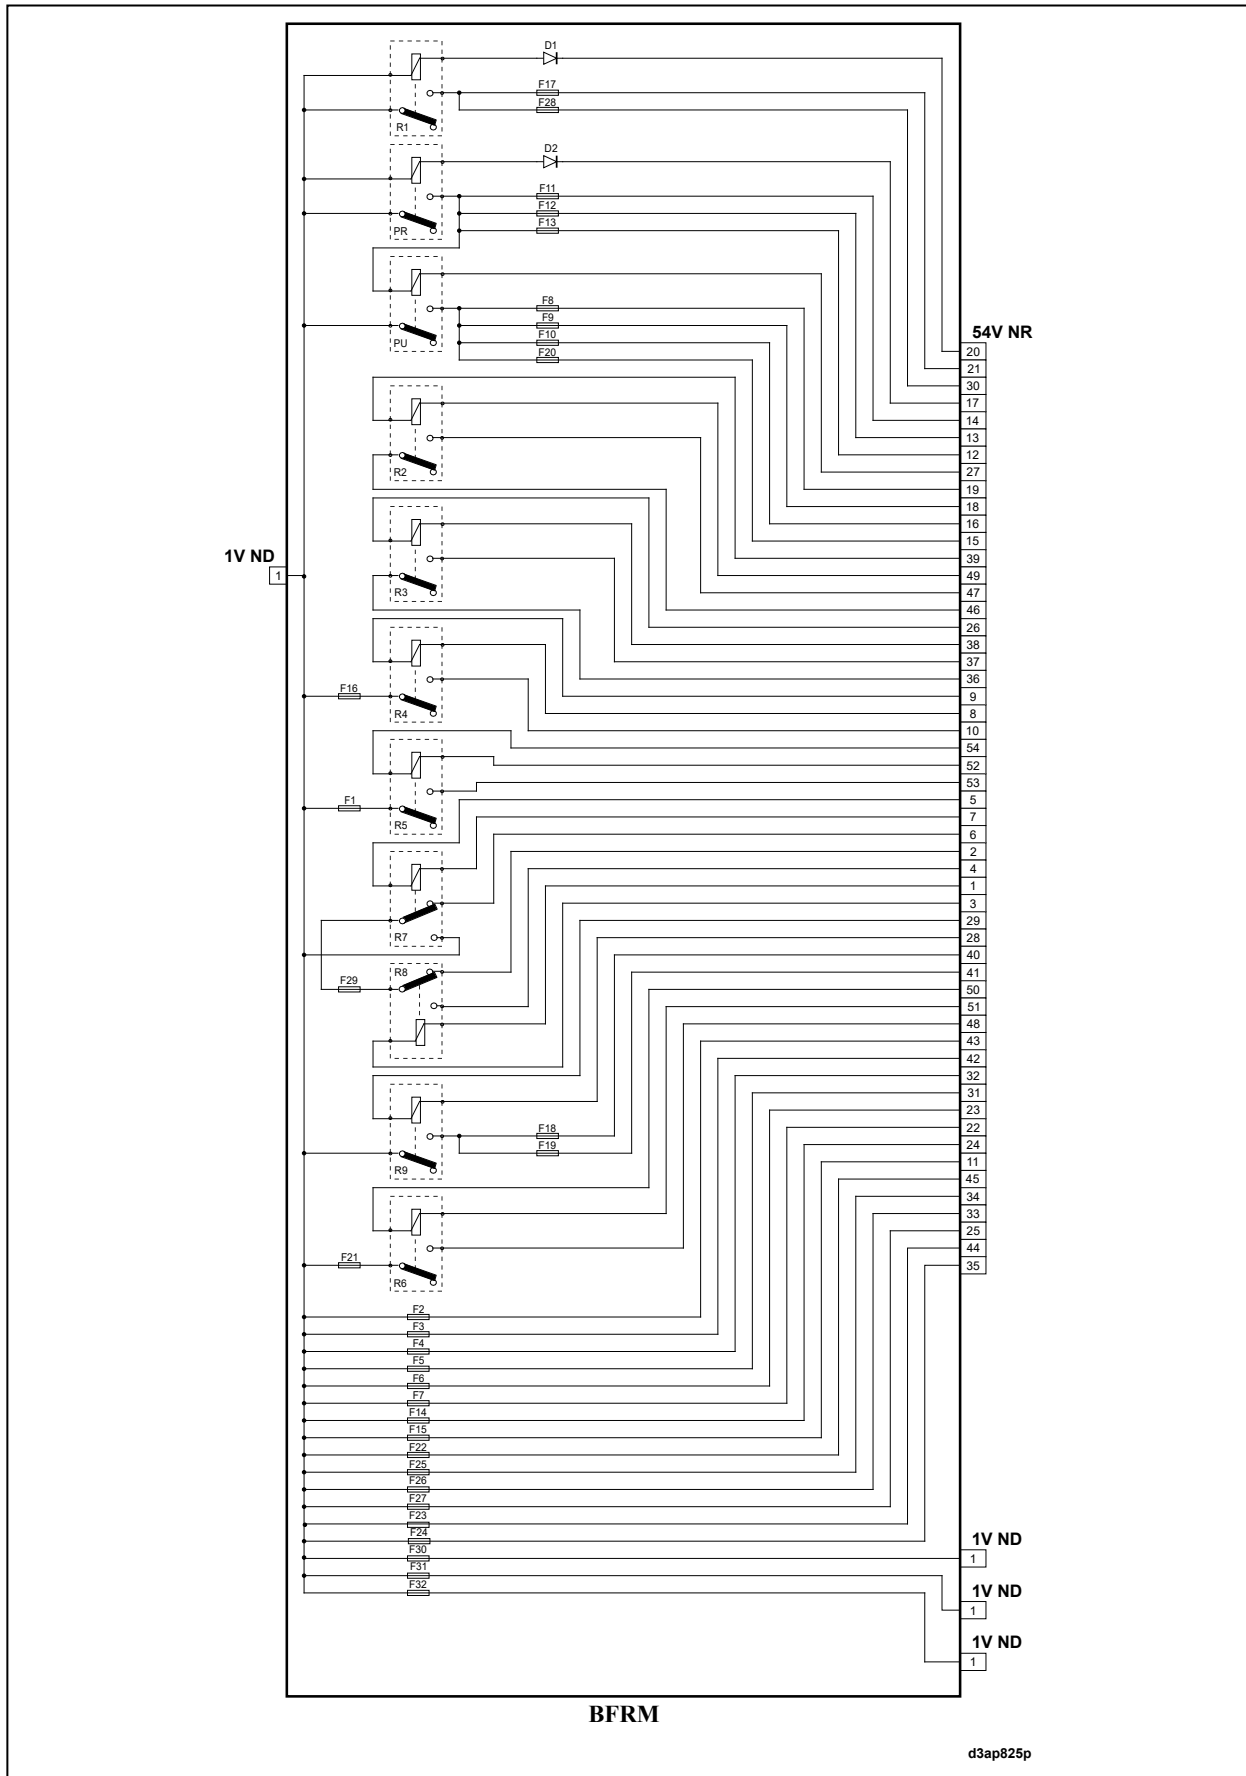 D1
F17
F28
R1
D2
F11
F12
F13
PR
F8
F9
F10
F20
PU
54V NR
20
21
30
17
14
13
12
27
19
18
16
15
39
49
47
46
26
38
37
36
9
8
10
54
52
53
5
7
6
2
4
1
3
29
28
40
41
50
51
48
43
42
32
31
23
22
24
11
45
34
33
25
44
35
R2
1V ND
1
R3
F16
R4
F1
R5
R7
R8
F29
F18
F19
R9
F21
R6
F2
F3
F4
F5
F6
F7
F14
F15
F22
F25
F26
F27
F23
F24
F30
F31
F32
1V ND
1
1V ND
1
1V ND
1
BFRM
d3ap825p